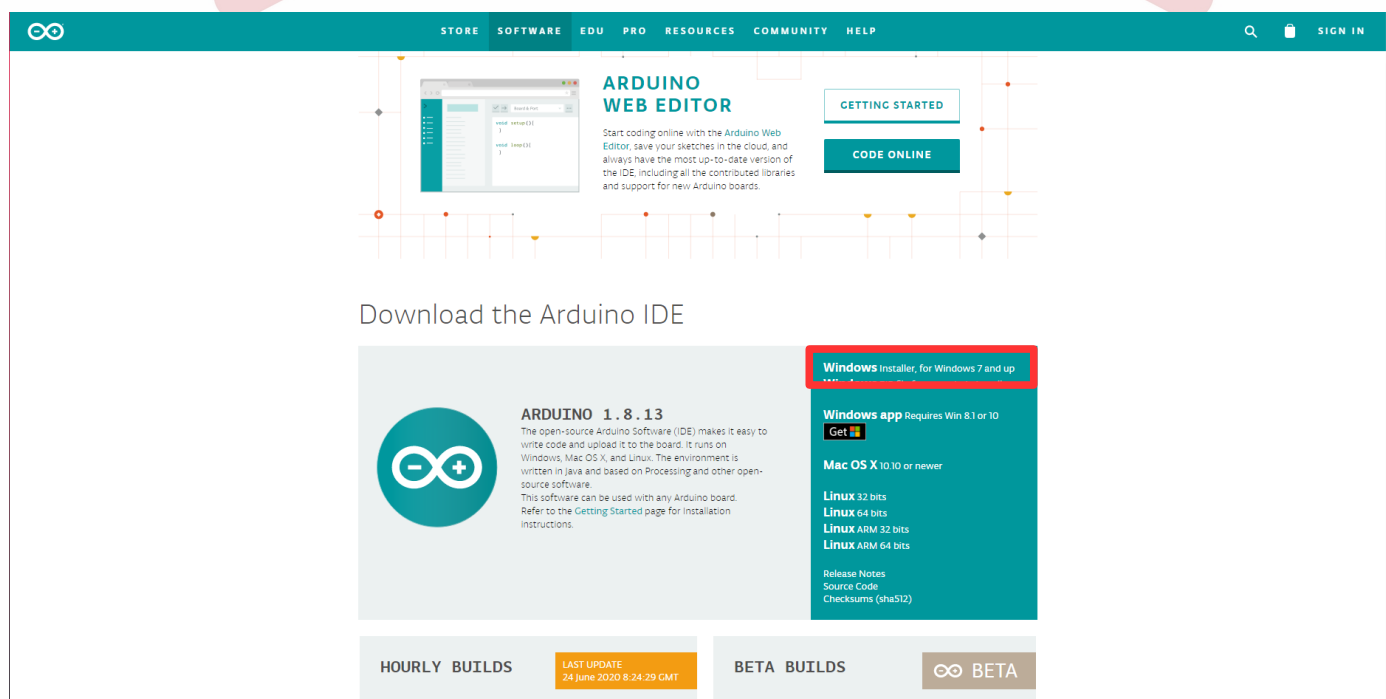 STORE SOFTWARE EDU PRO RESOURCES COMMUNITY HELP SIGN IN
ARDUINO
WEB EDITOR
Start coding online with the Arduino Web
Editor, save your sketches in the cloud, and
always have the most up-to-date version of
the IDE, including all the contributed libraries
and support for new Arduino boards.
GETTING STARTED
CODE ONLINE
void setup(){
}
void loop(){
}
Download the Arduino IDE
ARDUINO 1.8.13
The open-source Arduino Software (IDE) makes it easy to
write code and upload it to the board. It runs on
Windows, Mac OS X, and Linux. The environment is
written in Java and based on Processing and other open-
source software.
This software can be used with any Arduino board.
Refer to the Getting Started page for Installation
instructions.
Windows Installer, for Windows 7 and up
Windows app Requires Win 8.1 or 10
Get
Mac OS X 10.10 or newer
Linux 32 bits
Linux 64 bits
Linux ARM 32 bits
Linux ARM 64 bits
Release Notes
Source Code
Checksums (sha512)
HOURLY BUILDS
LAST UPDATE
24 June 2020 8:24:29 GMT
BETA BUILDS
BETA